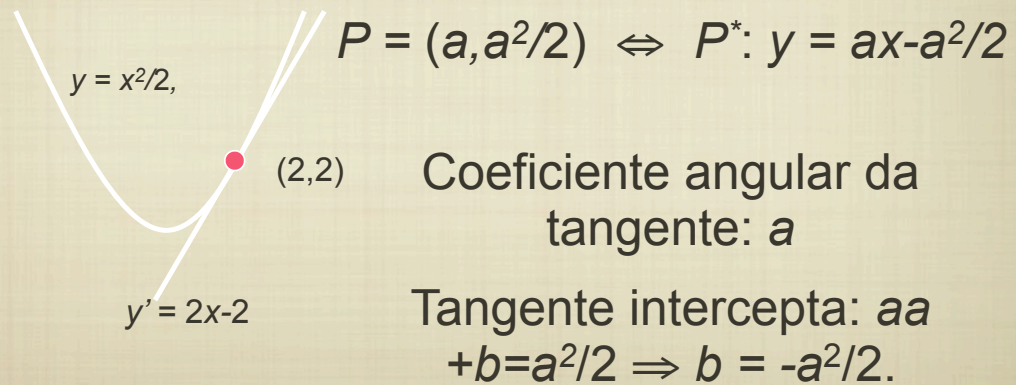 P = (a,a²/2) ⇔ P*: y = ax-a²/2
y = x²/2,
(2,2)
Coeficiente angular da
tangente: a
y’ = 2x-2
Tangente intercepta: aa
+b=a²/2 ⇒ b = -a²/2.